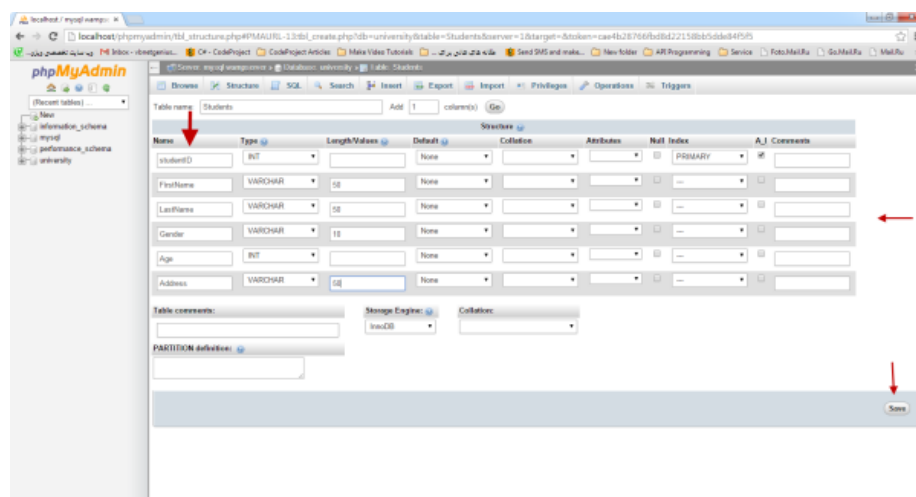 localhost / mysql wampse
localhost/phpmyadmin/tbl_structure.php#PMAURL-13:tbl_create.php?db=university&table=Students&server=1&target=&token=
C# - CodeProject CodeProject Articles Make Video Tutorials Send SMS and make... New folder API Programming Service Foto.Mail.Ru Go.Mail.Ru Mail.Ru
phpMyAdmin
(Recent tables) ...
New
information_schema
mysql
performance_schema
university
Server: mysql wampserver » Database: university » Table: Students
Browse Structure SQL Search Insert Export Import Privileges Operations Triggers
Table name: Students Add 1 column(s) Go
Structure
Name Type Length/Values Default Collation Attributes Null Index A_I Comments
studentID INT None PRIMARY
FirstName VARCHAR 50 None ---
LastName VARCHAR 50 None ---
Gender VARCHAR 10 None ---
Age INT None ---
Address VARCHAR None ---
Table comments: Storage Engine: Collation:
InnoDB
PARTITION definition:
Save